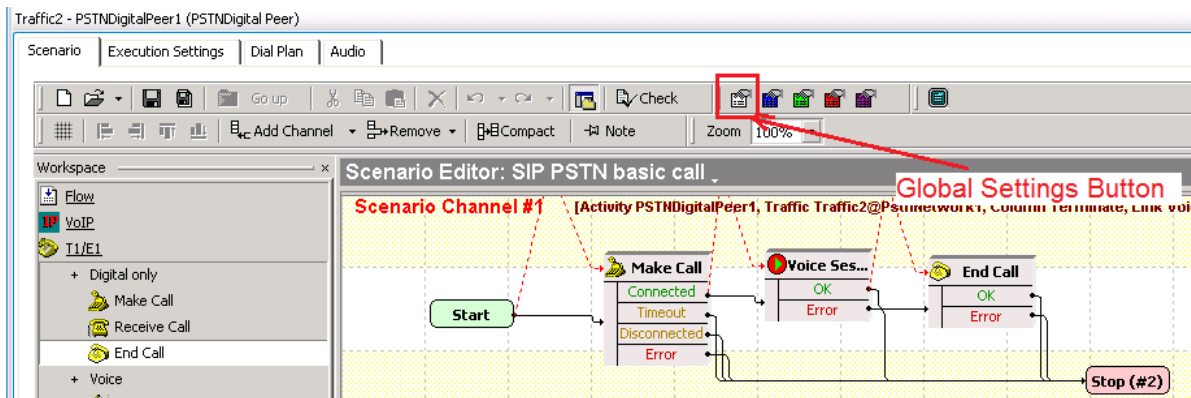 Traffic2 - PSTNDigitalPeer1 (PSTNDigital Peer)
Scenario Execution Settings Dial Plan Audio
Go up Check
Add Channel Remove Compact Note Zoom 100%
Workspace
Scenario Editor: SIP PSTN basic call
Global Settings Button
Flow
Scenario Channel #1 [Activity PSTNDigitalPeer1, Traffic Traffic2@PstnNetwork1, Column Terminate, Link Voi
IP VoIP
T1/E1
+ Digital only
Make Call
Receive Call
End Call
+ Voice
Start
Make Call
Connected
Timeout
Disconnected
Error
Voice Ses...
OK
Error
End Call
OK
Error
Stop (#2)